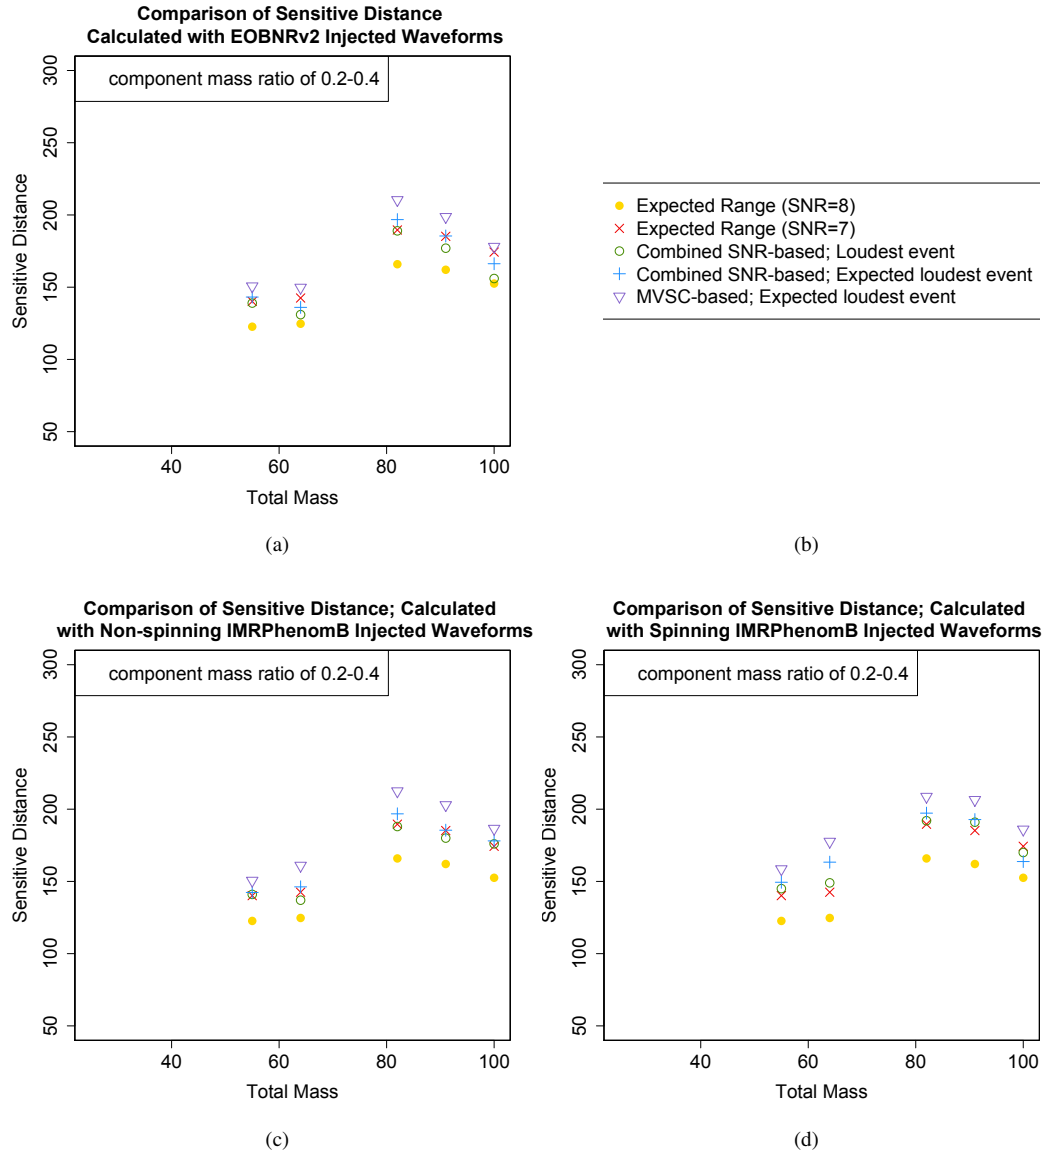 Comparison of Sensitive Distance
Calculated with EOBNRv2 Injected Waveforms
component mass ratio of 0.2-0.4
Sensitive Distance
300
250
200
150
100
50
40
60
80
100
Total Mass
(a)
Expected Range (SNR=8)
Expected Range (SNR=7)
Combined SNR-based; Loudest event
Combined SNR-based; Expected loudest event
MVSC-based; Expected loudest event
(b)
Comparison of Sensitive Distance; Calculated
with Non-spinning IMRPhenomB Injected Waveforms
component mass ratio of 0.2-0.4
Sensitive Distance
300
250
200
150
100
50
40
60
80
100
Total Mass
(c)
Comparison of Sensitive Distance; Calculated
with Spinning IMRPhenomB Injected Waveforms
component mass ratio of 0.2-0.4
Sensitive Distance
300
250
200
150
100
50
40
60
80
100
Total Mass
(d)